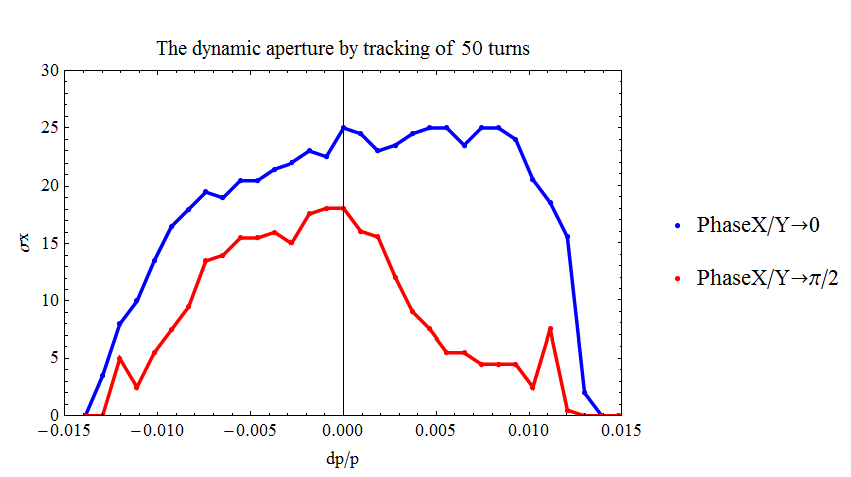 The dynamic aperture by tracking of 50 turns
30
25
20
15
10
5
0
σx
−0.015 −0.010 −0.005 0.000 0.005 0.010 0.015
dp/p
PhaseX/Y→0
PhaseX/Y→π/2